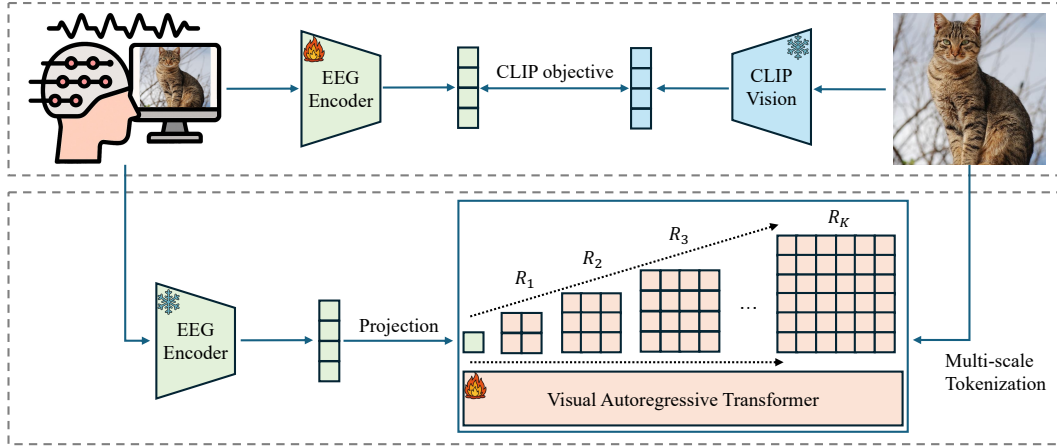 EEG
Encoder
CLIP objective
CLIP
Vision
EEG
Encoder
Projection
R_1
R_2
R_3
...
R_K
Visual Autoregressive Transformer
Multi-scale
Tokenization